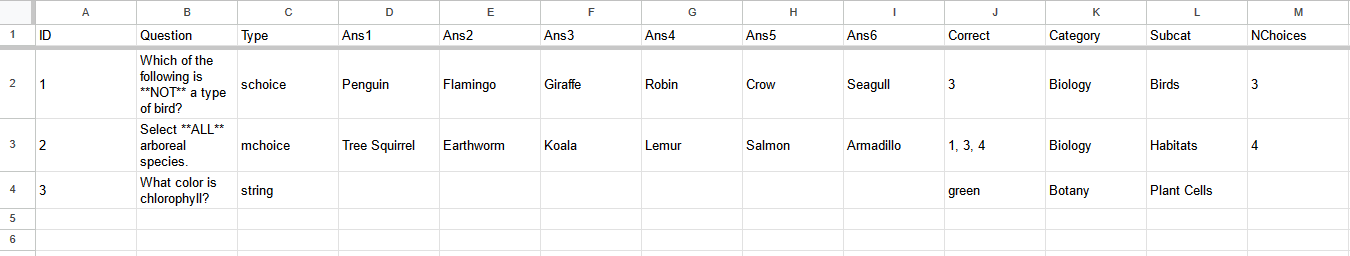 A B C D E F G H I J K L M
1 ID Question Type Ans1 Ans2 Ans3 Ans4 Ans5 Ans6 Correct Category Subcat NChoices
Which of the
following is
2 1 **NOT** a type schoice Penguin Flamingo Giraffe Robin Crow Seagull 3 Biology Birds 3
of bird?
Select **ALL**
3 2 arboreal mchoice Tree Squirrel Earthworm Koala Lemur Salmon Armadillo 1, 3, 4 Biology Habitats 4
species.
What color is
4 3 chlorophyll? string green Botany Plant Cells
5
6